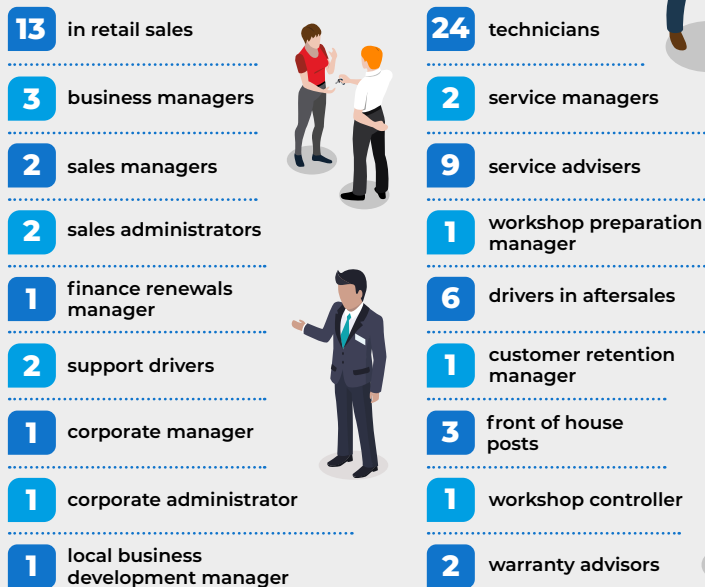 13 in retail sales
3 business managers
2 sales managers
2 sales administrators
1 finance renewals
manager
2 support drivers
1 corporate manager
1 corporate administrator
1 local business
development manager
24 technicians
2 service managers
9 service advisers
1 workshop preparation
manager
6 drivers in aftersales
1 customer retention
manager
3 front of house
posts
1 workshop controller
2 warranty advisors